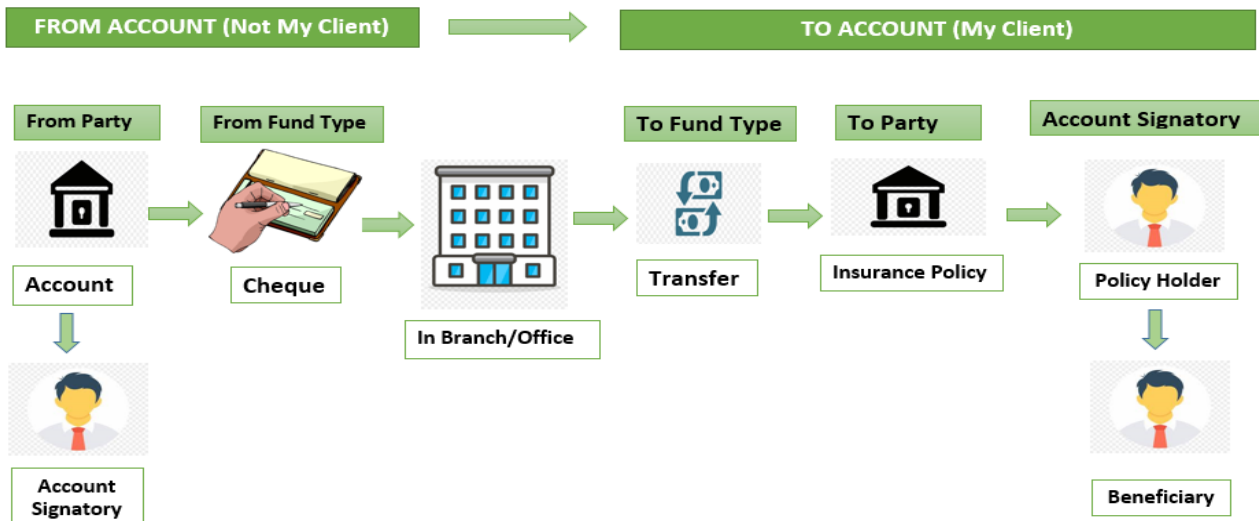 FROM ACCOUNT (Not My Client)
TO ACCOUNT (My Client)
From Party
From Fund Type
To Fund Type
To Party
Account Signatory
Account
Cheque
In Branch/Office
Transfer
Insurance Policy
Policy Holder
Account
Signatory
Beneficiary